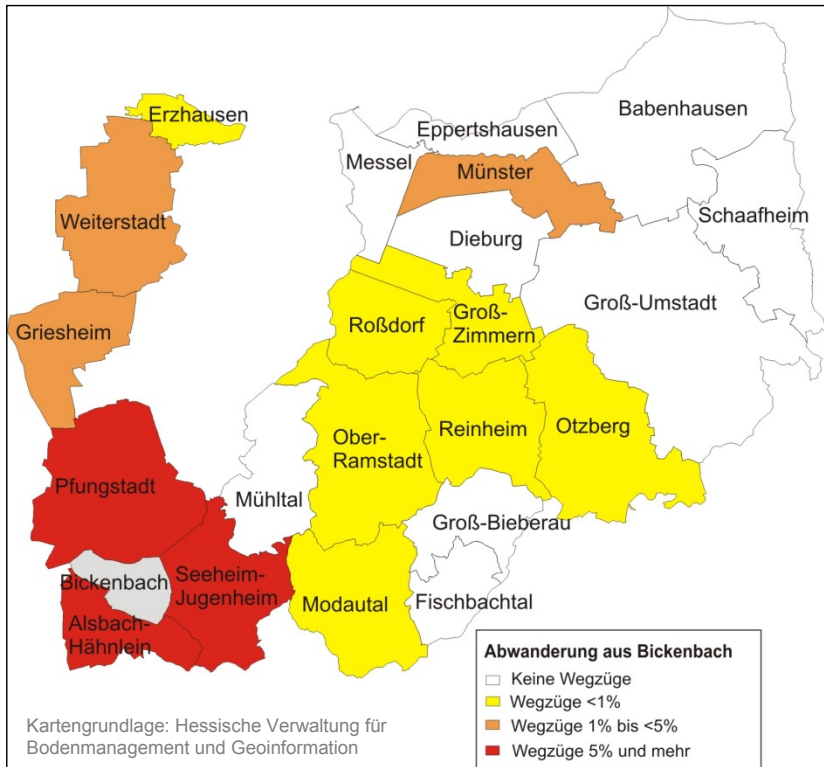 Erzhausen
Babenhausen
Eppertshausen
Messel
Münster
Schaafheim
Weiterstadt
Dieburg
Groß-Umstadt
Griesheim
Roßdorf
Groß-
Zimmern
Ober-
Ramstadt
Reinheim
Otzberg
Pfungstadt
Mühltal
Groß-Bieberau
Bickenbach
Seeheim-
Jugenheim
Modautal
Fischbachtal
Alsbach-
Hähnlein
Abwanderung aus Bickenbach
Keine Wegzüge
Wegzüge <1%
Wegzüge 1% bis <5%
Wegzüge 5% und mehr
Kartengrundlage: Hessische Verwaltung für
Bodenmanagement und Geoinformation